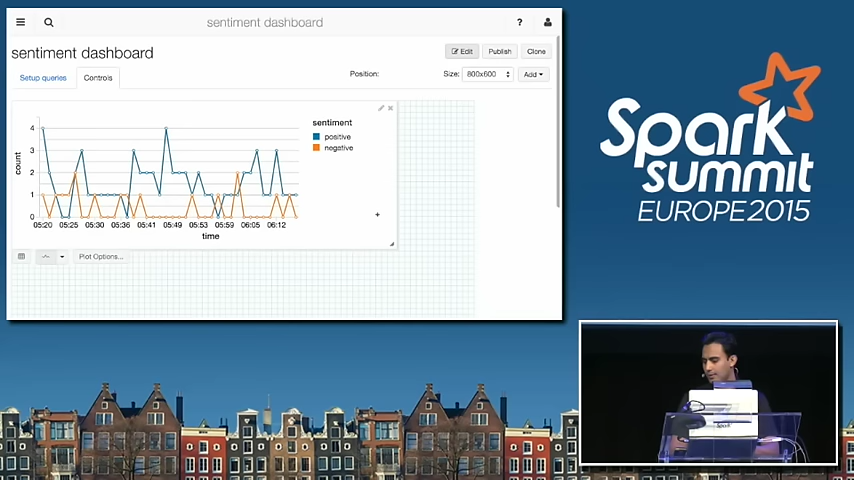 sentiment dashboard
?
sentiment dashboard
Edit
Publish
Clone
Setup queries
Controls
Position:
Size:
800x600
Add
sentiment
positive
negative
count
4
3
2
1
0
05:20 05:25 05:30 05:36 05:41 05:49 05:53 05:59 06:05 06:12
time
Plot Options...
Spark
summit
EUROPE 2015
Spark